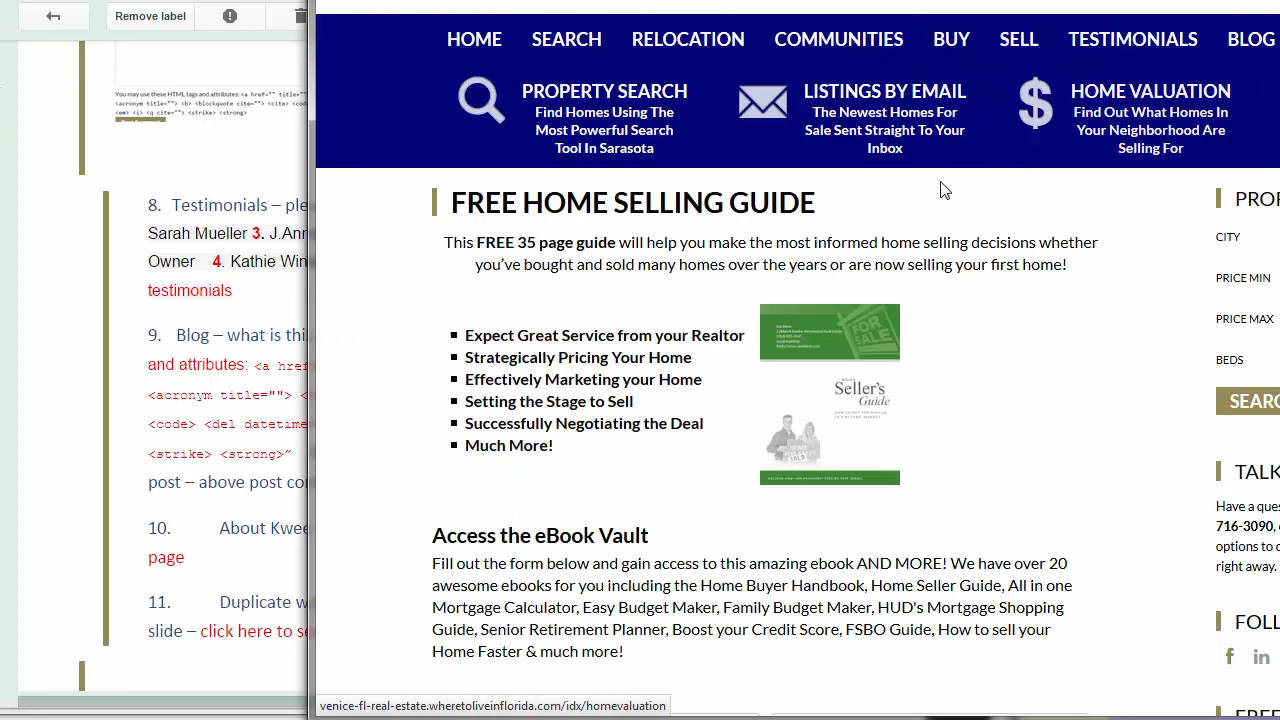 Remove label
You may use these HTML tags and attributes: <a href="" title=""
<acronym title=""> <b> <blockquote cite=""> <cite> <code
<em> <i> <q cite=""> <strike> <strong>
8. Testimonials – ple
Sarah Mueller 3. J.Ann
Owner 4. Kathie Win
testimonials
9. Blog – what is this
and attributes: <a href
<acronym title=""> <
<code> <del datetime
<strike> <strong>"
post – above post co
10. About Kwee
page
11. Duplicate w
slide – click here to se
HOME SEARCH RELOCATION COMMUNITIES BUY SELL TESTIMONIALS BLOG
PROPERTY SEARCH
Find Homes Using The
Most Powerful Search
Tool In Sarasota
LISTINGS BY EMAIL
The Newest Homes For
Sale Sent Straight To Your
Inbox
HOME VALUATION
Find Out What Homes In
Your Neighborhood Are
Selling For
FREE HOME SELLING GUIDE
This FREE 35 page guide will help you make the most informed home selling decisions whether
you've bought and sold many homes over the years or are now selling your first home!
Expect Great Service from your Realtor
Strategically Pricing Your Home
Effectively Marketing your Home
Setting the Stage to Sell
Successfully Negotiating the Deal
Much More!
FOR SALE
HOME
Seller's
Guide
Access the eBook Vault
Fill out the form below and gain access to this amazing ebook AND MORE! We have over 20
awesome ebooks for you including the Home Buyer Handbook, Home Seller Guide, All in one
Mortgage Calculator, Easy Budget Maker, Family Budget Maker, HUD's Mortgage Shopping
Guide, Senior Retirement Planner, Boost your Credit Score, FSBO Guide, How to sell your
Home Faster & much more!
PROP
CITY
PRICE MIN
PRICE MAX
BEDS
SEARC
TALK
Have a ques
716-3090,
options to c
right away.
FOLL
venice-fl-real-estate.wheretoliveinflorida.com/idx/homevaluation